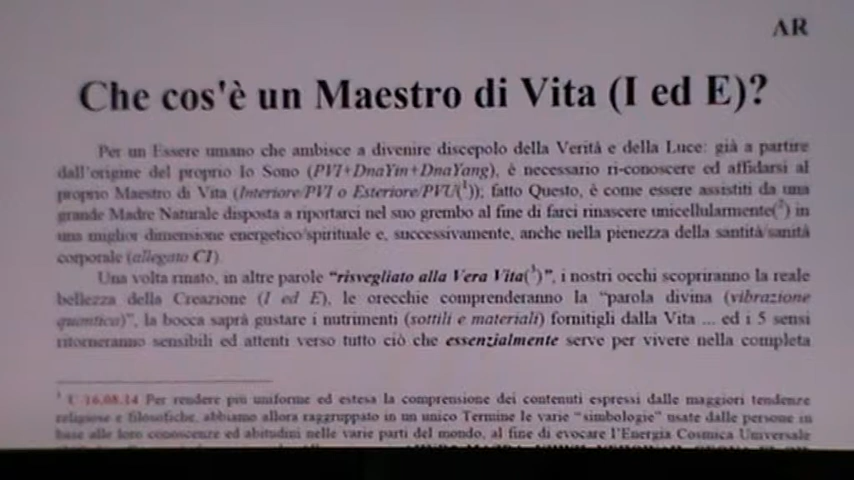 AR
Che cos'è un Maestro di Vita (I ed E)?
Per un Essere umano che ambisce a divenire discepolo della Verità e della Luce: già a partire
dall'origine del proprio Io Sono (PVI+DnaYin+DnaYang), è necessario ri-conoscere ed affidarsi al
proprio Maestro di Vita (Interiore/PVI o Esteriore/PVU(1)); fatto Questo, è come essere assistiti da una
grande Madre Naturale disposta a riportarci nel suo grembo al fine di farci rinascere unicellularmente(2) in
una miglior dimensione energetico/spirituale e, successivamente, anche nella pienezza della santità/sanità
corporale (allegato C1).
Una volta rinato, in altre parole "risvegliato alla Vera Vita(3)", i nostri occhi scopriranno la reale
bellezza della Creazione (I ed E), le orecchie comprenderanno la "parola divina (vibrazione
quantica)", la bocca saprà gustare i nutrimenti (sottili e materiali) fornitigli dalla Vita ... ed i 5 sensi
ritorneranno sensibili ed attenti verso tutto ciò che essenzialmente serve per vivere nella completa
1 U 16.08.14 Per rendere più uniforme ed estesa la comprensione dei contenuti espressi dalle maggiori tendenze
religiose e filosofiche, abbiamo allora raggruppato in un unico Termine le varie "simbologie" usate dalle persone in
base alle loro conoscenze ed abitudini nelle varie parti del mondo, al fine di evocare l'Energia Cosmica Universale